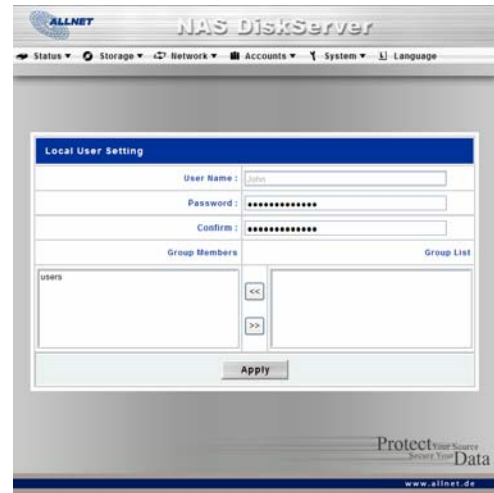 ALLNET
NAS DiskServer
Status Storage Network Accounts System Language
Local User Setting
User Name : John
Password : •••••••••••••
Confirm : •••••••••••••
Group Members Group List
users
<<
>>
Apply
Protect Your Source
Secure Your Data
www.allnet.de